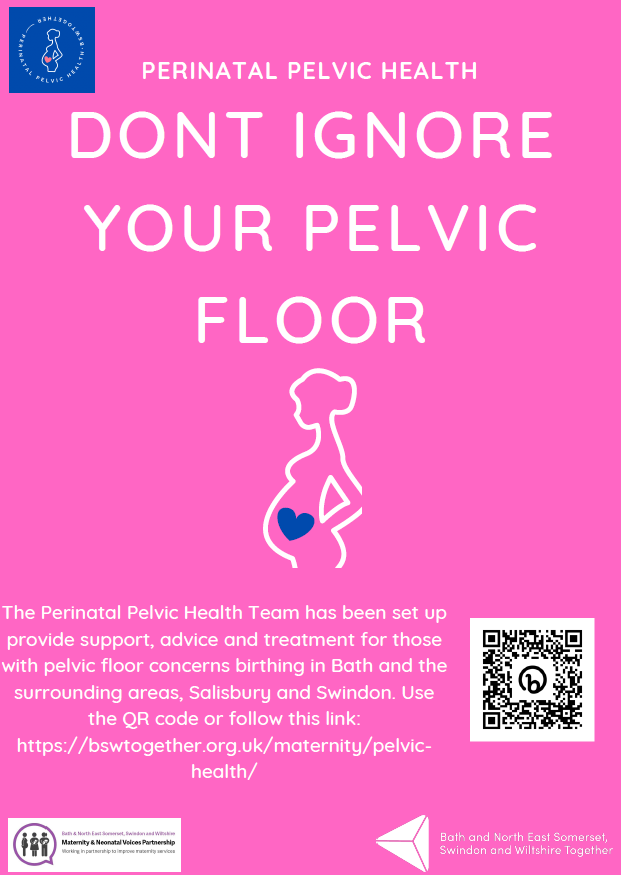 BSWTOGETHER
PERINATAL PELVIC HEALTH
PERINATAL PELVIC HEALTH
DONT IGNORE
YOUR PELVIC
FLOOR
The Perinatal Pelvic Health Team has been set up
provide support, advice and treatment for those
with pelvic floor concerns birthing in Bath and the
surrounding areas, Salisbury and Swindon. Use
the QR code or follow this link:
https://bswtogether.org.uk/maternity/pelvic-
health/
b
Bath & North East Somerset, Swindon and Wiltshire
Maternity & Neonatal Voices Partnership
Working in partnership to improve maternity services
Bath and North East Somerset,
Swindon and Wiltshire Together